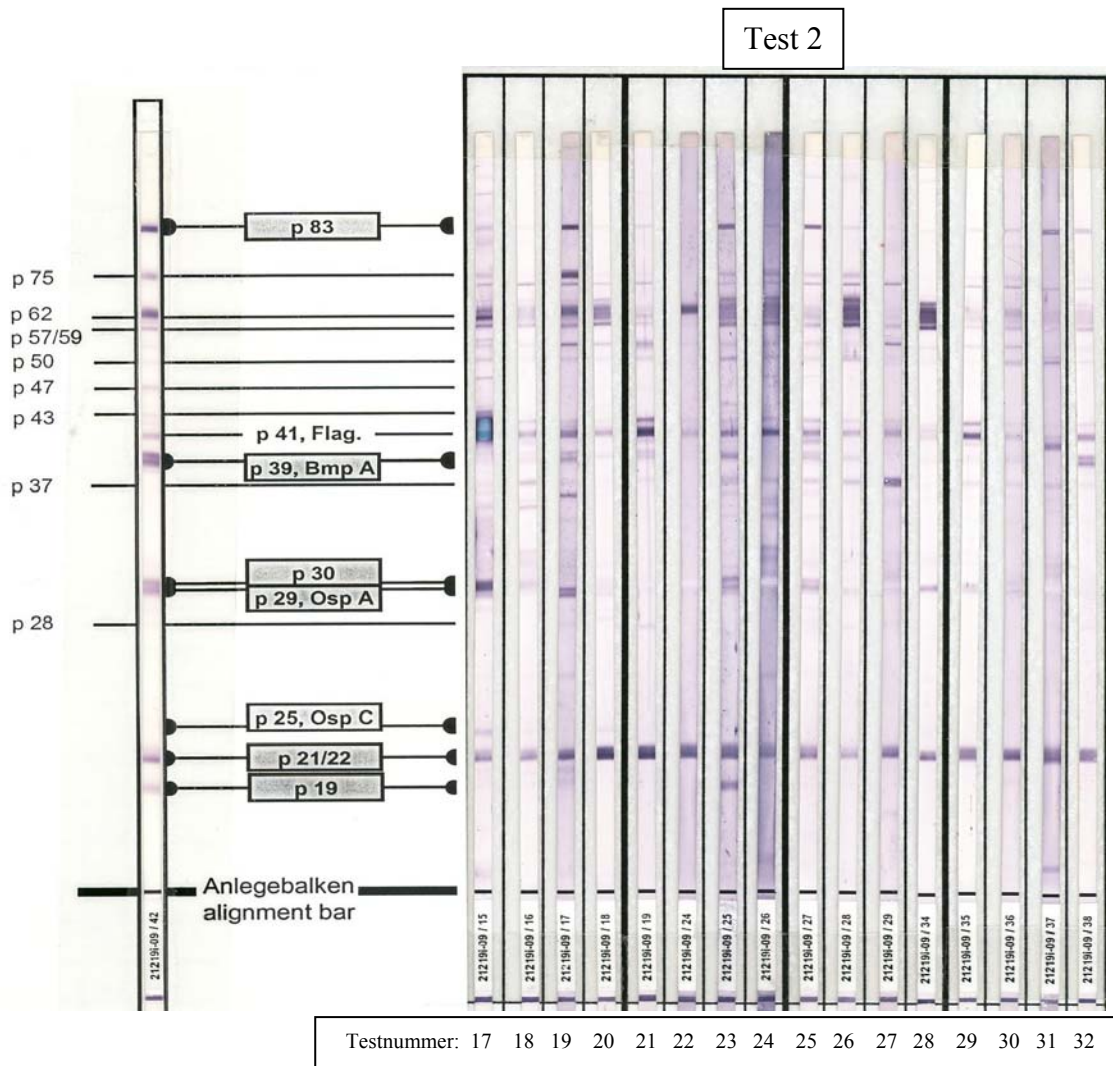 Test 2
p 83
p 75
p 62
p 57/59
p 50
p 47
p 43
p 41, Flag.
p 39, Bmp A
p 37
p 30
p 29, Osp A
p 28
p 25, Osp C
p 21/22
p 19
Anlegebalken
alignment bar
21219i-09 / 42
21219i-09 / 15
21219i-09 / 16
21219i-09 / 17
21219i-09 / 18
21219i-09 / 19
21219i-09 / 24
21219i-09 / 25
21219i-09 / 26
21219i-09 / 27
21219i-09 / 28
21219i-09 / 29
21219i-09 / 34
21219i-09 / 35
21219i-09 / 36
21219i-09 / 37
21219i-09 / 38
Testnummer: 17 18 19 20 21 22 23 24 25 26 27 28 29 30 31 32